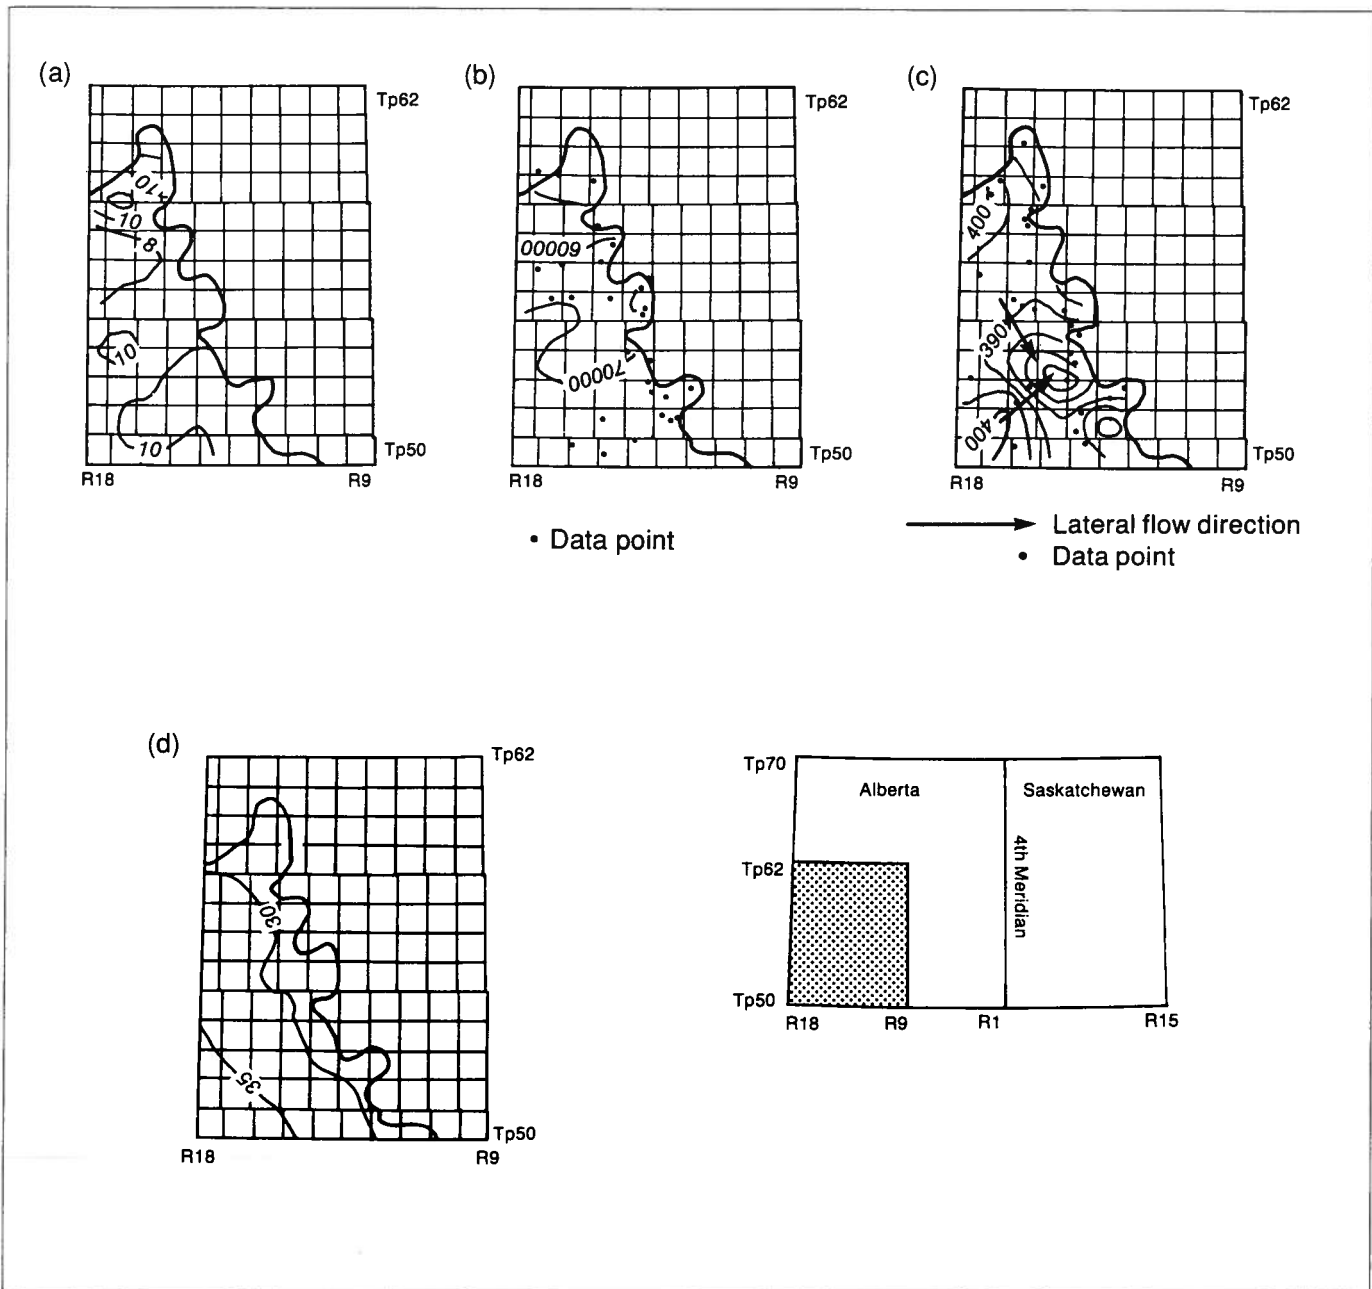 (a)
Tp62
10
10
8
10
10
Tp50
R18
R9
(b)
Tp62
60000
70000
Tp50
R18
R9
• Data point
(c)
Tp62
400
390
400
Tp50
R18
R9
Lateral flow direction
• Data point
(d)
Tp62
30
35
Tp50
R18
R9
Tp70
Alberta
Saskatchewan
Tp62
4th Meridian
Tp50
R18
R9
R1
R15